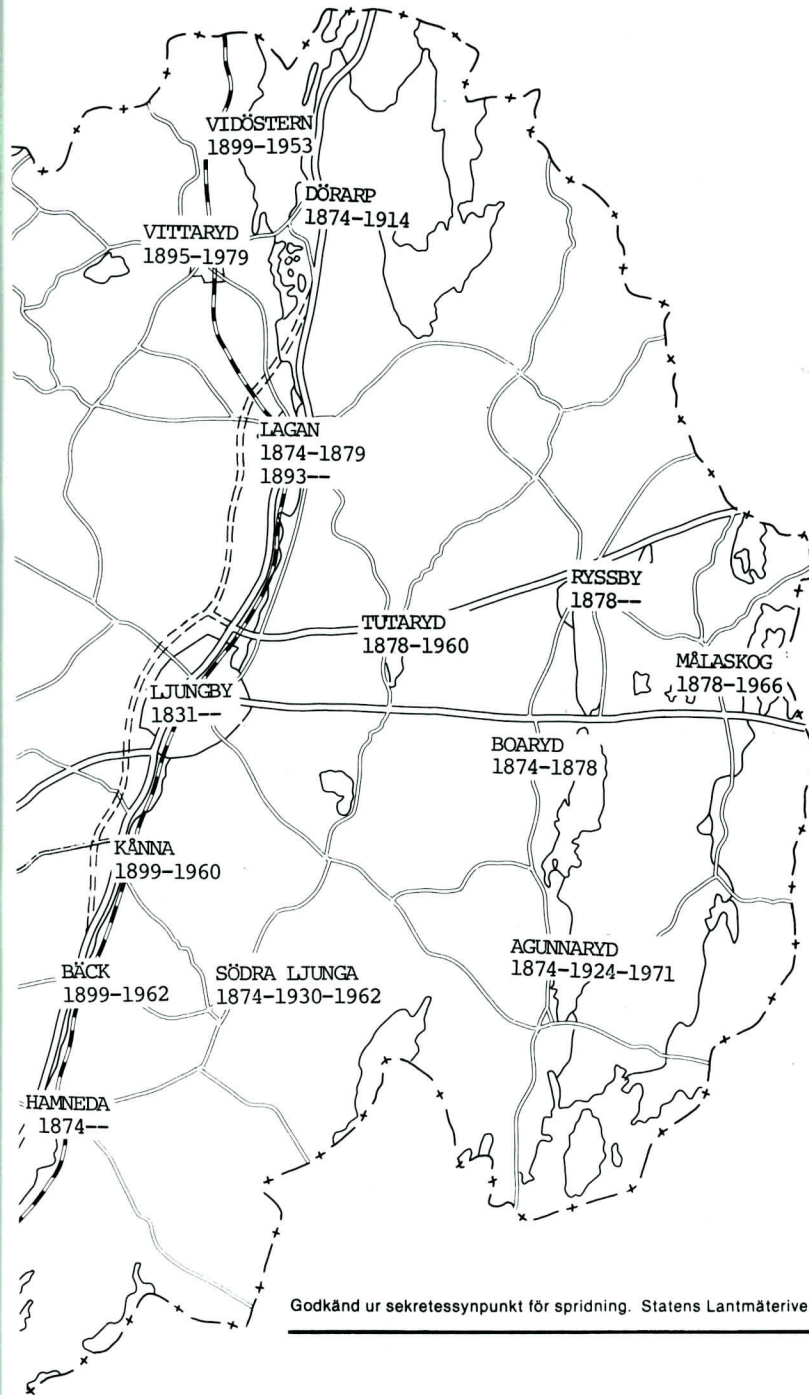 VIDÖSTERN
1899-1953
DÖRARP
1874-1914
VITTARYD
1895-1979
LAGAN
1874-1879
1893--
RYSSBY
1878--
TUTARYD
1878-1960
MÅLASKOG
1878-1966
LJUNGBY
1831--
BOARYD
1874-1878
KÅNNA
1899-1960
AGUNNARYD
1874-1924-1971
BÄCK
1899-1962
SÖDRA LJUNGA
1874-1930-1962
HAMNEDA
1874--
Godkänd ur sekretessynpunkt för spridning. Statens Lantmäterive